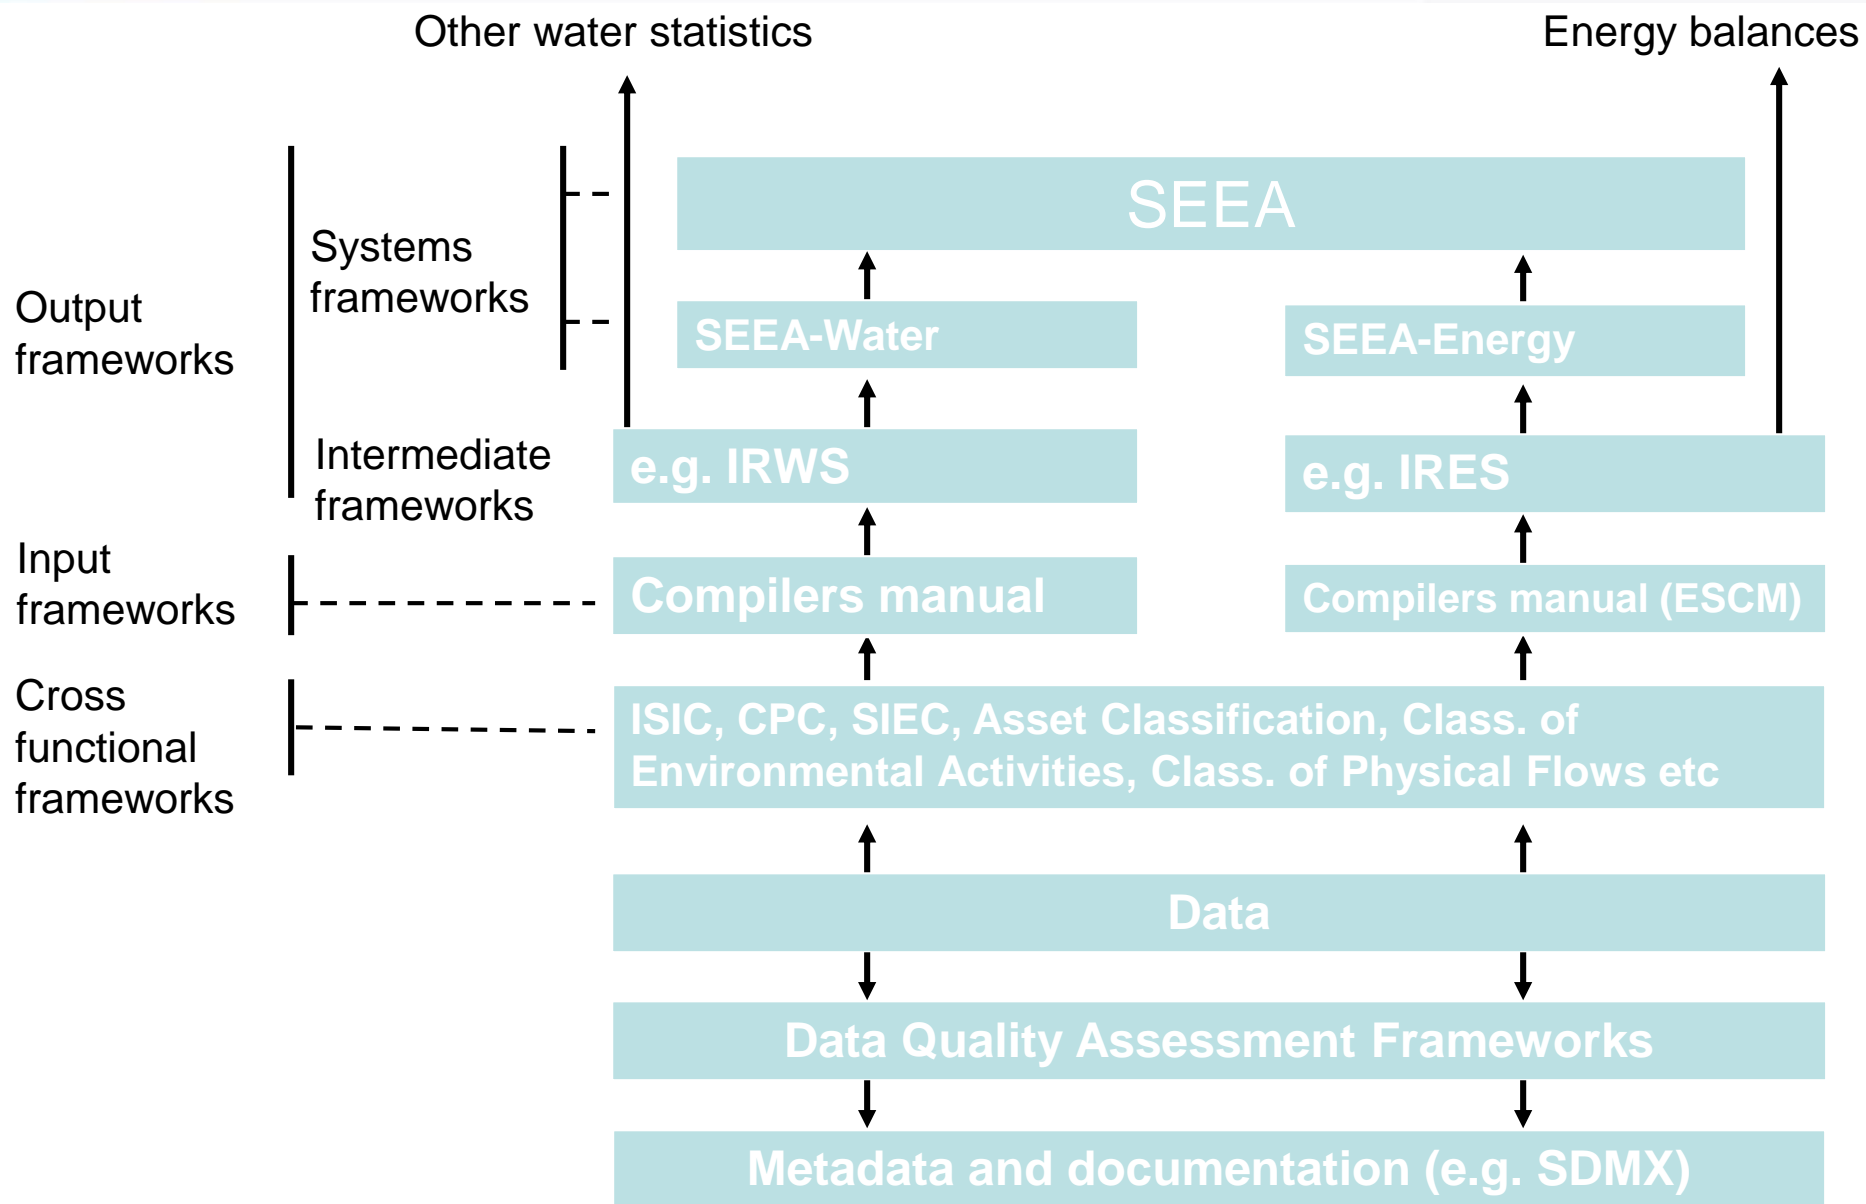 Other water statistics
Energy balances
SEEA
Systems
frameworks
Output
frameworks
SEEA-Water
SEEA-Energy
Intermediate
frameworks
e.g. IRWS
e.g. IRES
Input
frameworks
Compilers manual
Compilers manual (ESCM)
Cross
functional
frameworks
ISIC, CPC, SIEC, Asset Classification, Class. of
Environmental Activities, Class. of Physical Flows etc
Data
Data Quality Assessment Frameworks
Metadata and documentation (e.g. SDMX)